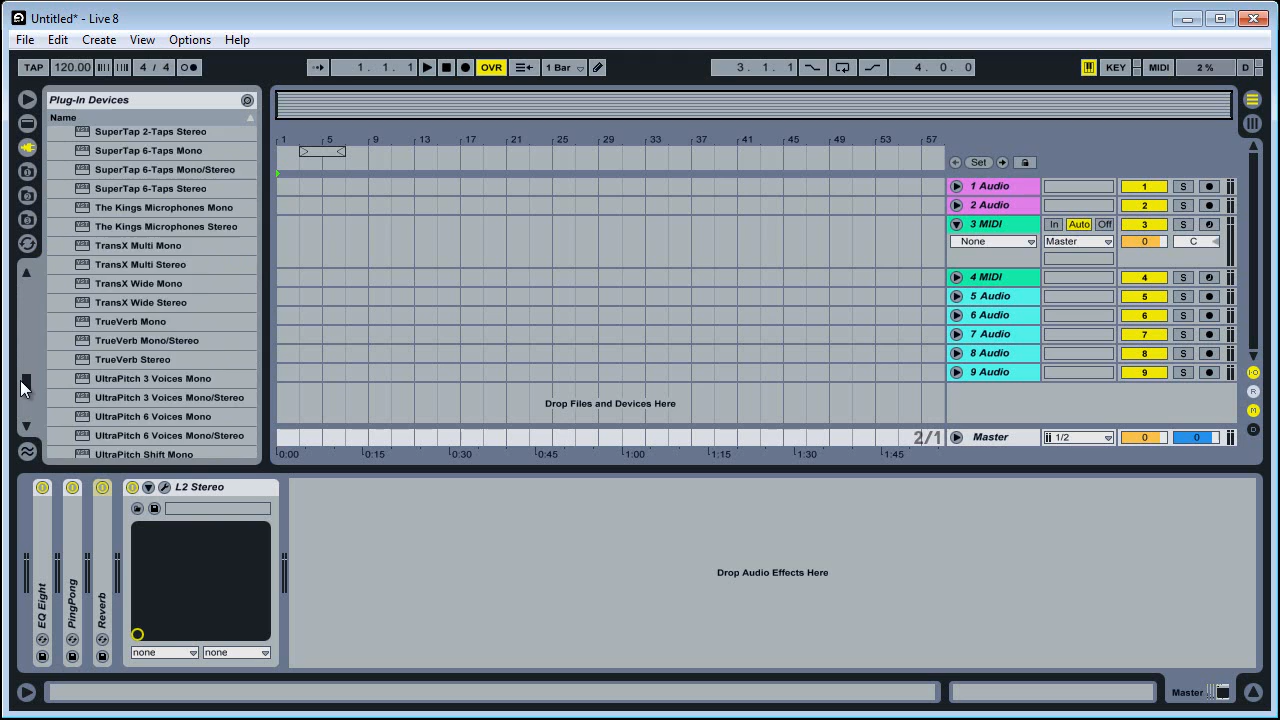 Untitled* - Live 8
File Edit Create View Options Help
TAP 120.00 4 / 4 1. 1. 1 OVR 1 Bar 3. 1. 1 4. 0. 0 KEY MIDI 2 % D
Plug-In Devices
Name
SuperTap 2-Taps Stereo
SuperTap 6-Taps Mono
SuperTap 6-Taps Mono/Stereo
SuperTap 6-Taps Stereo
The Kings Microphones Mono
The Kings Microphones Stereo
TransX Multi Mono
TransX Multi Stereo
TransX Wide Mono
TransX Wide Stereo
TrueVerb Mono
TrueVerb Mono/Stereo
TrueVerb Stereo
UltraPitch 3 Voices Mono
UltraPitch 3 Voices Mono/Stereo
UltraPitch 6 Voices Mono
UltraPitch 6 Voices Mono/Stereo
UltraPitch Shift Mono
1 5 9 13 17 21 25 29 33 37 41 45 49 53 57
Set
1 Audio 1 S
2 Audio 2 S
3 MIDI In Auto Off 3 S
None Master 0 C
4 MIDI 4 S
5 Audio 5 S
6 Audio 6 S
7 Audio 7 S
8 Audio 8 S
9 Audio 9 S
Drop Files and Devices Here
2/1 Master 1/2 0 0
0:00 0:15 0:30 0:45 1:00 1:15 1:30 1:45
I·O
R
M
D
EQ Eight
PingPong
Reverb
L2 Stereo
none none
Drop Audio Effects Here
Master